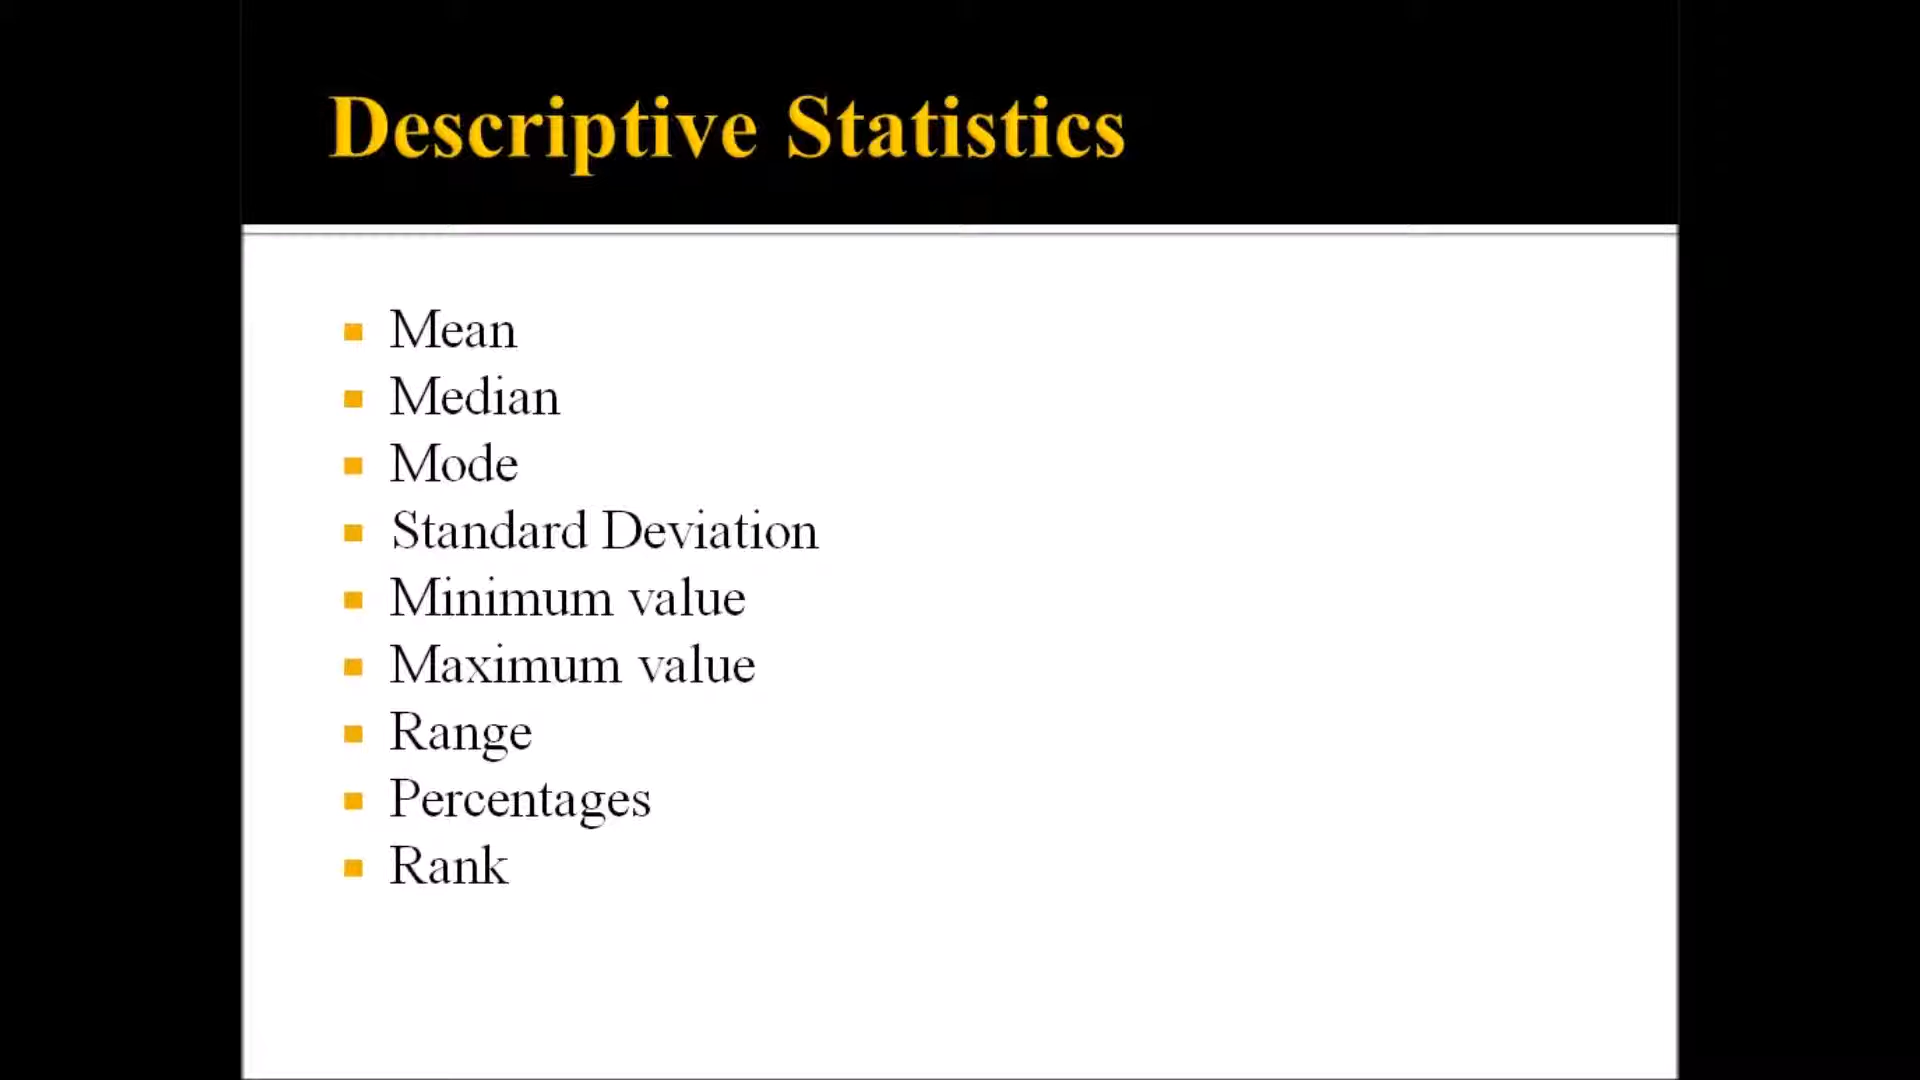 Descriptive Statistics
Mean
Median
Mode
Standard Deviation
Minimum value
Maximum value
Range
Percentages
Rank